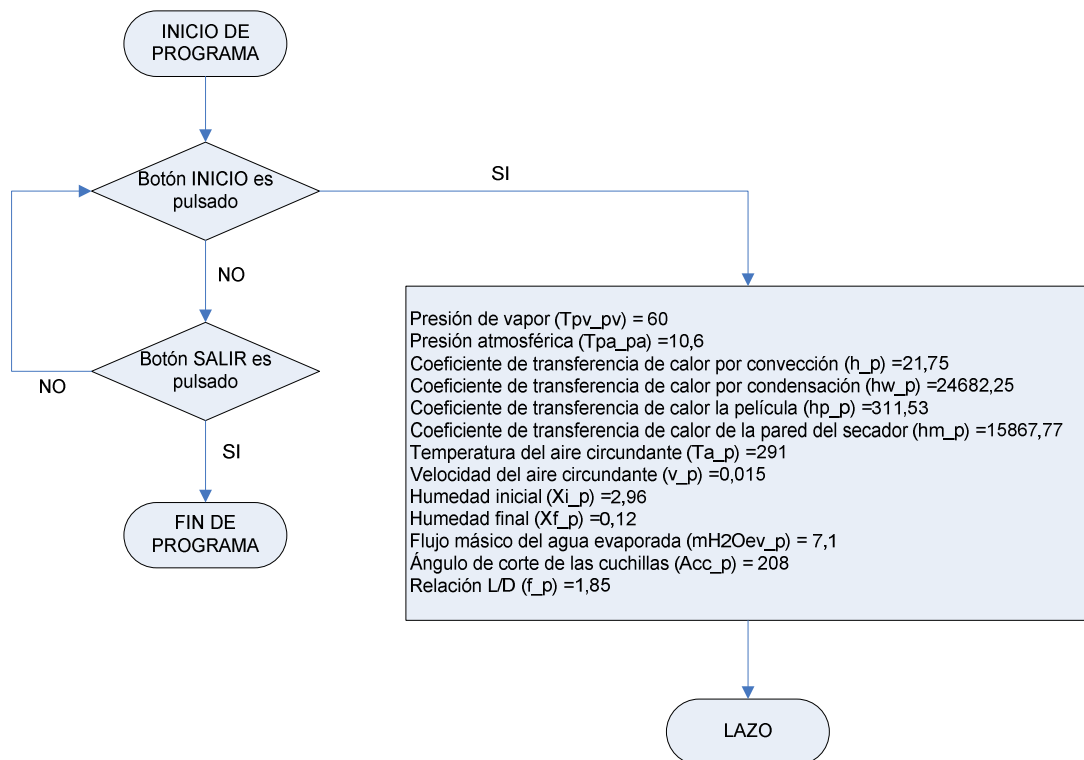 INICIO DE
PROGRAMA
Botón INICIO es
pulsado
SI
NO
Botón SALIR es
pulsado
NO
SI
FIN DE
PROGRAMA
Presión de vapor (Tpv_pv) = 60
Presión atmosférica (Tpa_pa) =10,6
Coeficiente de transferencia de calor por convección (h_p) =21,75
Coeficiente de transferencia de calor por condensación (hw_p) =24682,25
Coeficiente de transferencia de calor la película (hp_p) =311,53
Coeficiente de transferencia de calor de la pared del secador (hm_p) =15867,77
Temperatura del aire circundante (Ta_p) =291
Velocidad del aire circundante (v_p) =0,015
Humedad inicial (Xi_p) =2,96
Humedad final (Xf_p) =0,12
Flujo másico del agua evaporada (mH2Oev_p) = 7,1
Ángulo de corte de las cuchillas (Acc_p) = 208
Relación L/D (f_p) =1,85
LAZO